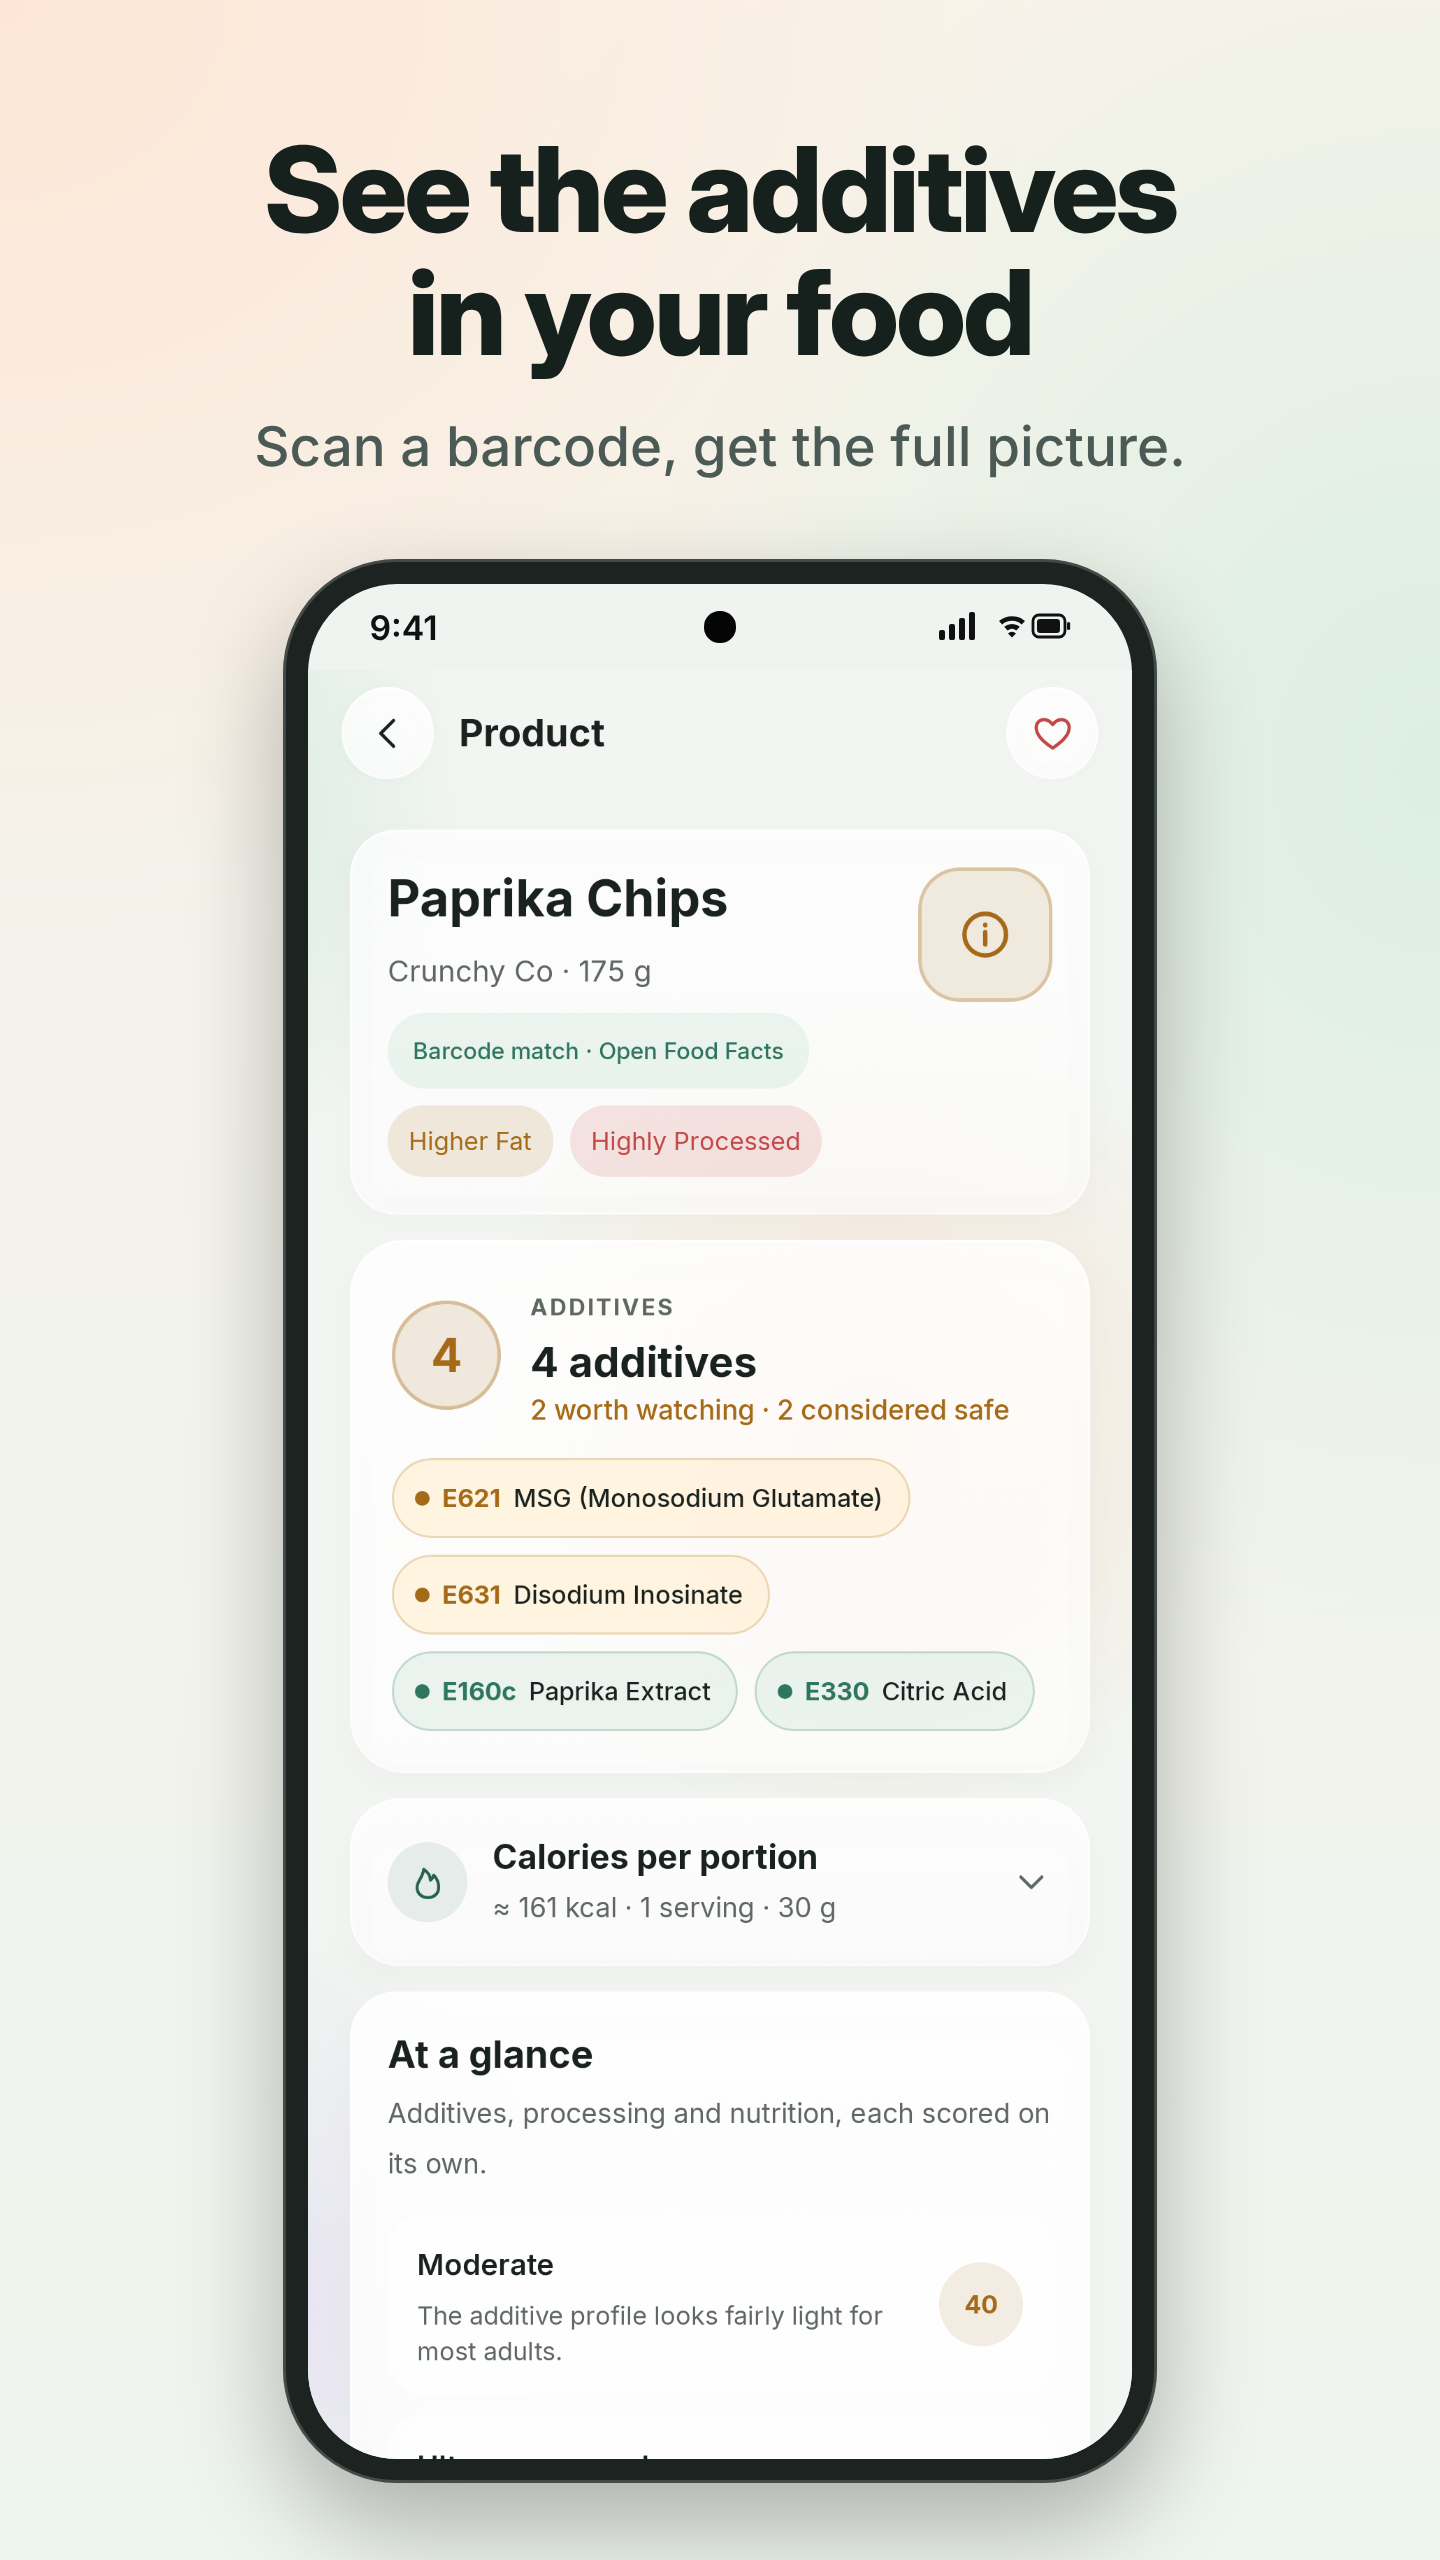 See the additives
in your food
Scan a barcode, get the full picture.
9:41
Product
Paprika Chips
Crunchy Co · 175 g
Barcode match · Open Food Facts
Higher Fat
Highly Processed
4
ADDITIVES
4 additives
2 worth watching · 2 considered safe
E621 MSG (Monosodium Glutamate)
E631 Disodium Inosinate
E160c Paprika Extract
E330 Citric Acid
Calories per portion
≈ 161 kcal · 1 serving · 30 g
At a glance
Additives, processing and nutrition, each scored on
its own.
Moderate
The additive profile looks fairly light for
most adults.
40